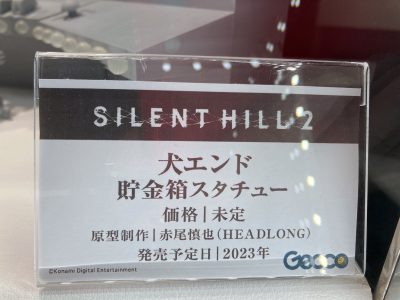 SILENT HILL 2
犬エンド
貯金箱スタチュー
価格|未定
原型制作|赤尾慎也(HEADLONG)
発売予定日|2023年
©Konami Digital Entertainment
Gecco